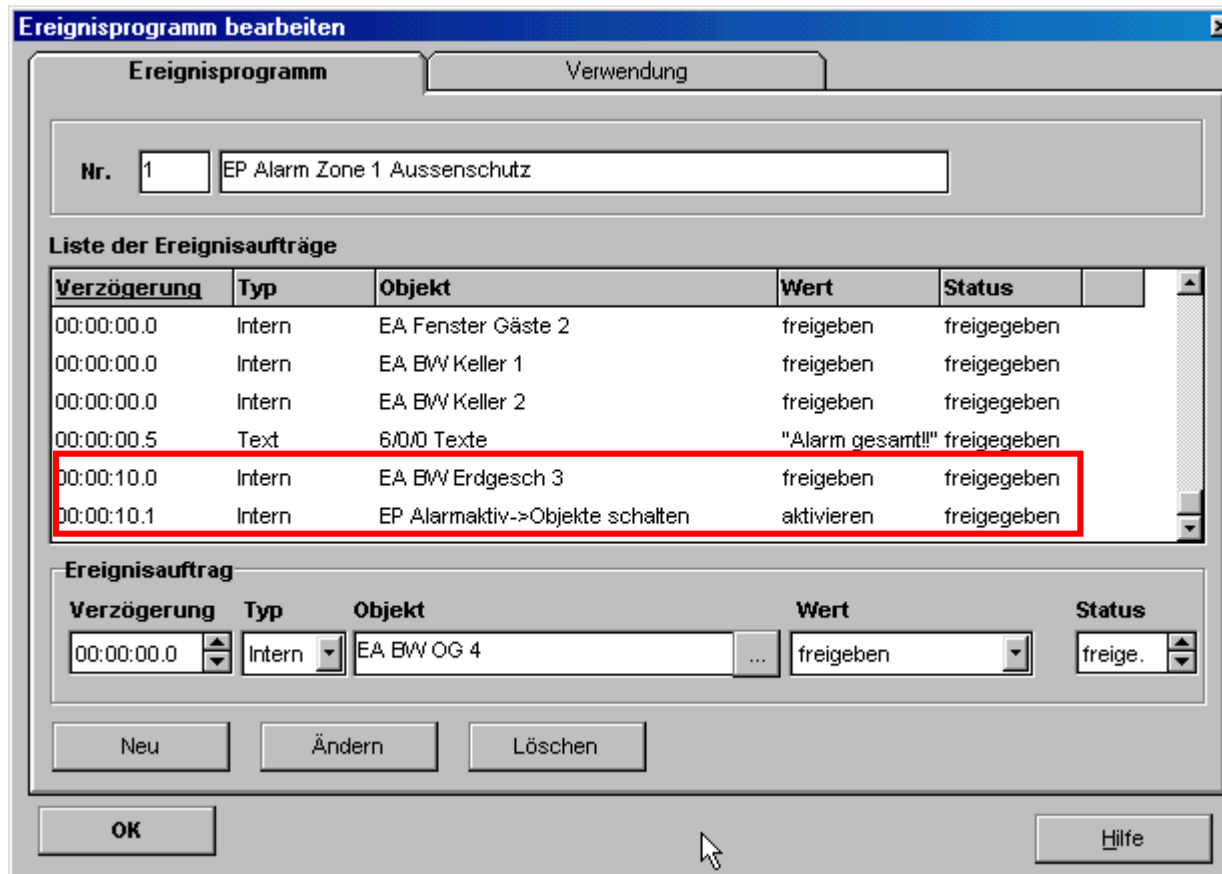 Ereignisprogramm bearbeiten
Ereignisprogramm Verwendung
Nr. 1 EP Alarm Zone 1 Aussenschutz
Liste der Ereignisaufträge
Verzögerung Typ Objekt Wert Status
00:00:00.0 Intern EA Fenster Gäste 2 freigeben freigegeben
00:00:00.0 Intern EA BW Keller 1 freigeben freigegeben
00:00:00.0 Intern EA BW Keller 2 freigeben freigegeben
00:00:00.5 Text 6/0/0 Texte "Alarm gesamt!!" freigegeben
00:00:10.0 Intern EA BW Erdgesch 3 freigeben freigegeben
00:00:10.1 Intern EP Alarmaktiv->Objekte schalten aktivieren freigegeben
Ereignisauftrag
Verzögerung Typ Objekt Wert Status
00:00:00.0 Intern EA BW OG 4 ... freigeben freige.
Neu Ändern Löschen
OK Hilfe